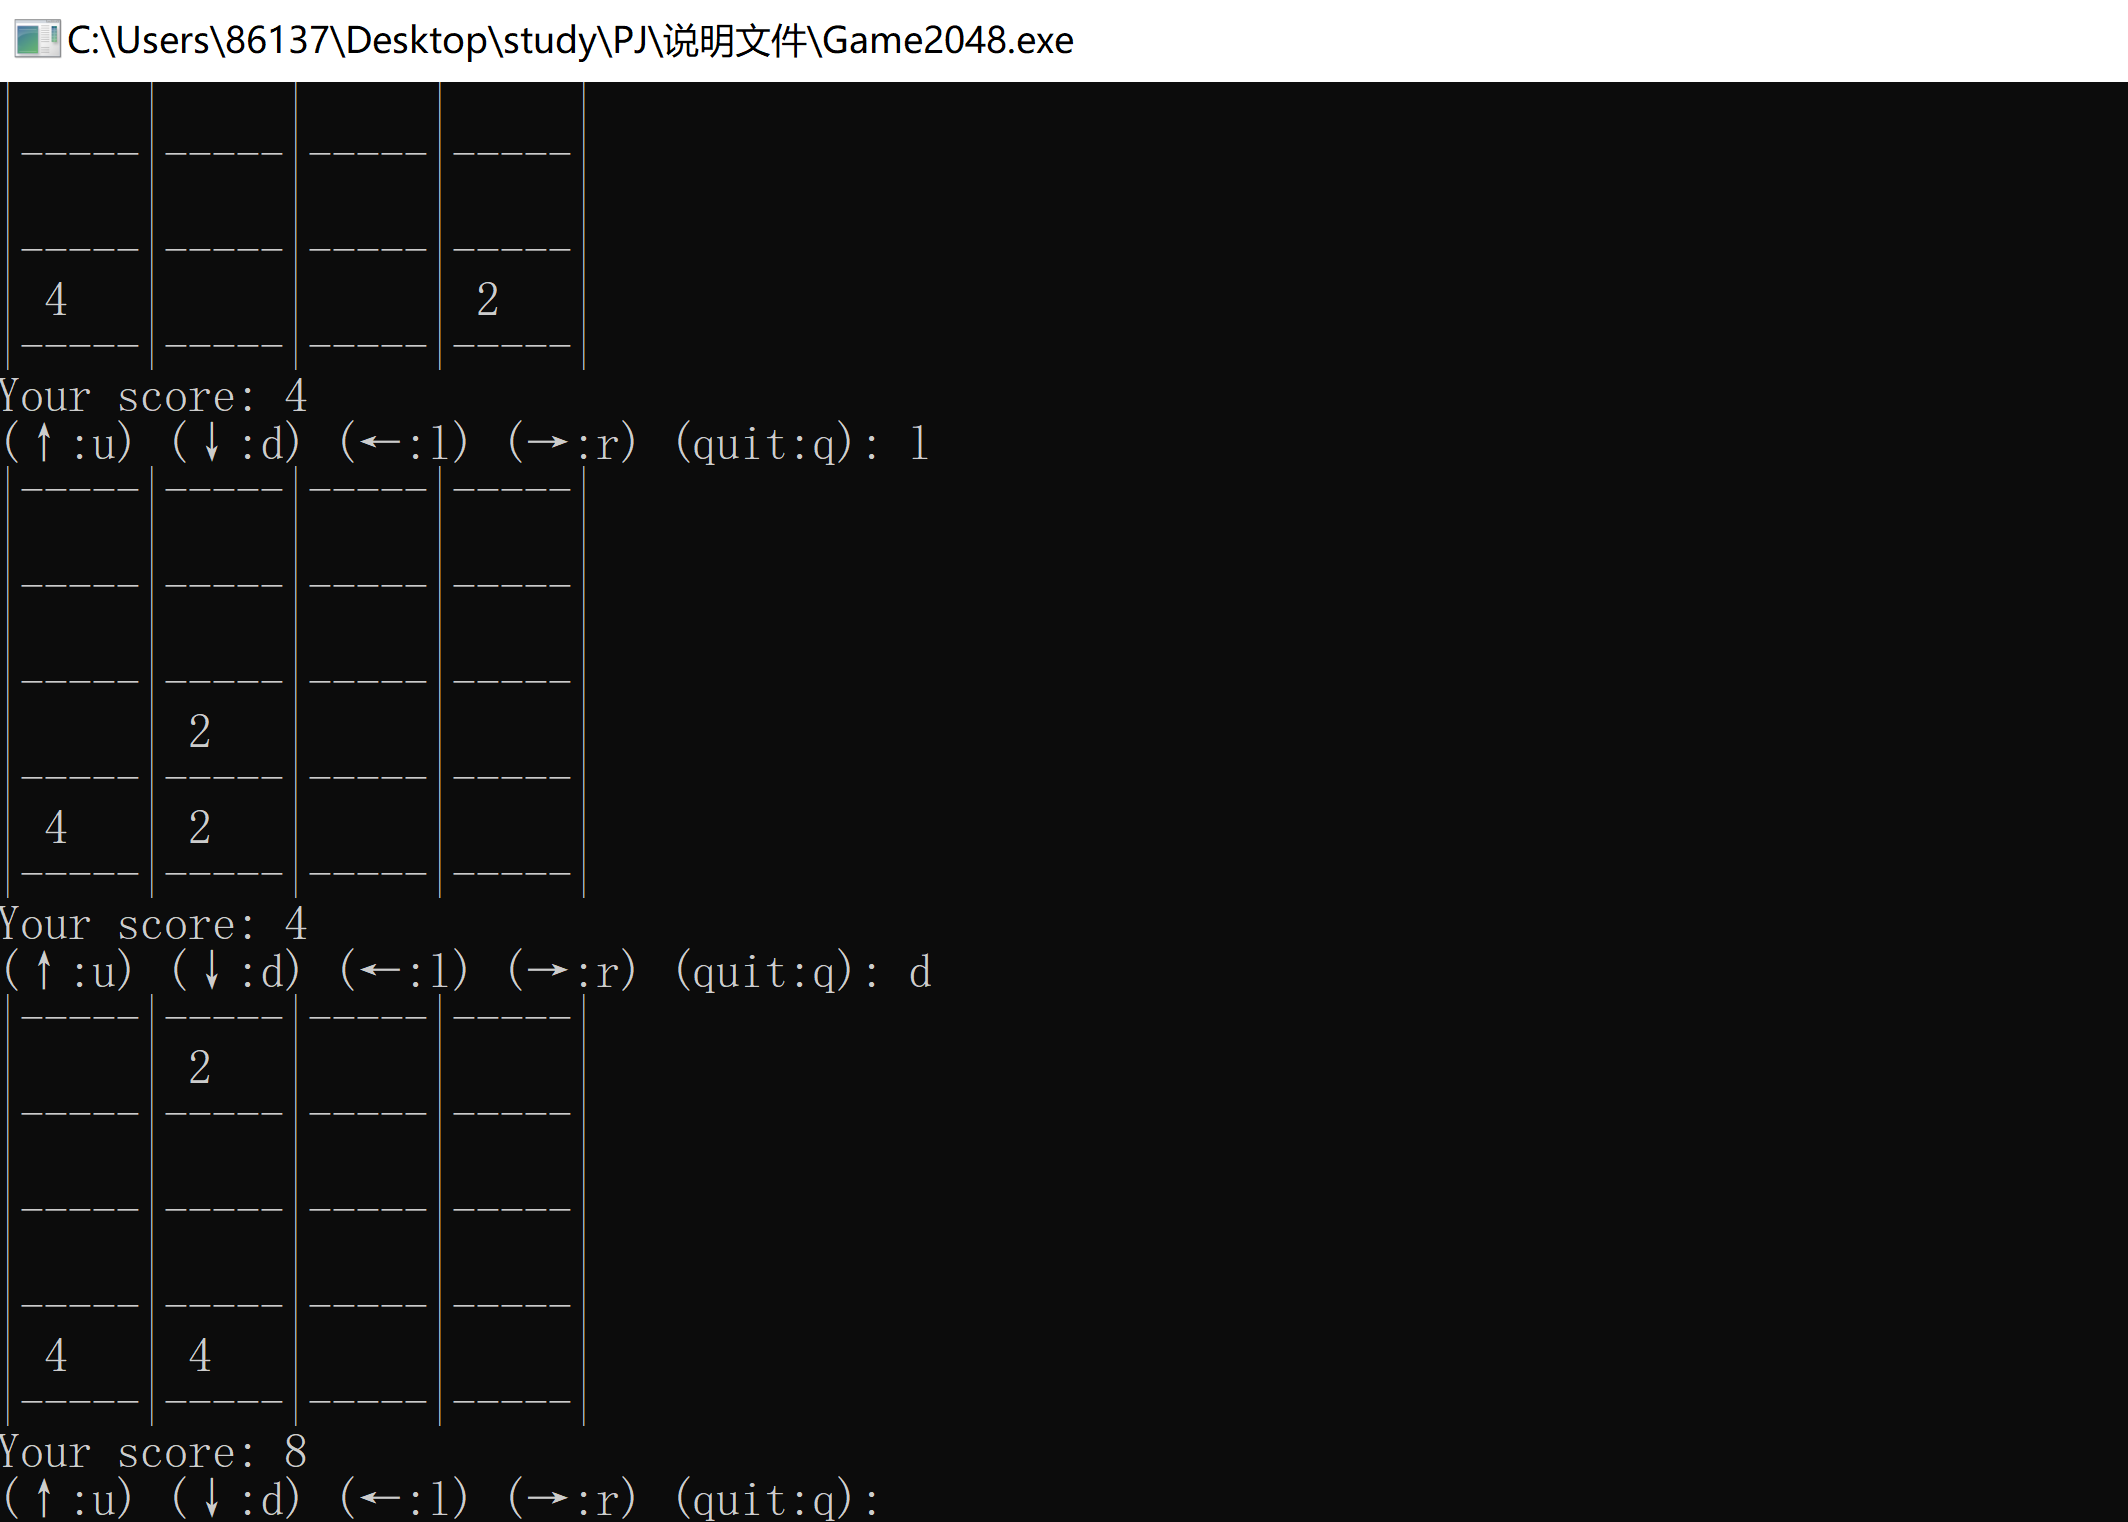 C:\Users\86137\Desktop\study\PJ\说明文件\Game2048.exe
|     |     |     |     |
|-----|-----|-----|-----|
|     |     |     |     |
|-----|-----|-----|-----|
| 4   |     |     | 2   |
|-----|-----|-----|-----|
Your score: 4
(↑:u) (↓:d) (←:l) (→:r) (quit:q): l
|-----|-----|-----|-----|
|     |     |     |     |
|-----|-----|-----|-----|
|     |     |     |     |
|-----|-----|-----|-----|
|     | 2   |     |     |
|-----|-----|-----|-----|
| 4   | 2   |     |     |
|-----|-----|-----|-----|
Your score: 4
(↑:u) (↓:d) (←:l) (→:r) (quit:q): d
|-----|-----|-----|-----|
|     | 2   |     |     |
|-----|-----|-----|-----|
|     |     |     |     |
|-----|-----|-----|-----|
|     |     |     |     |
|-----|-----|-----|-----|
| 4   | 4   |     |     |
|-----|-----|-----|-----|
Your score: 8
(↑:u) (↓:d) (←:l) (→:r) (quit:q):